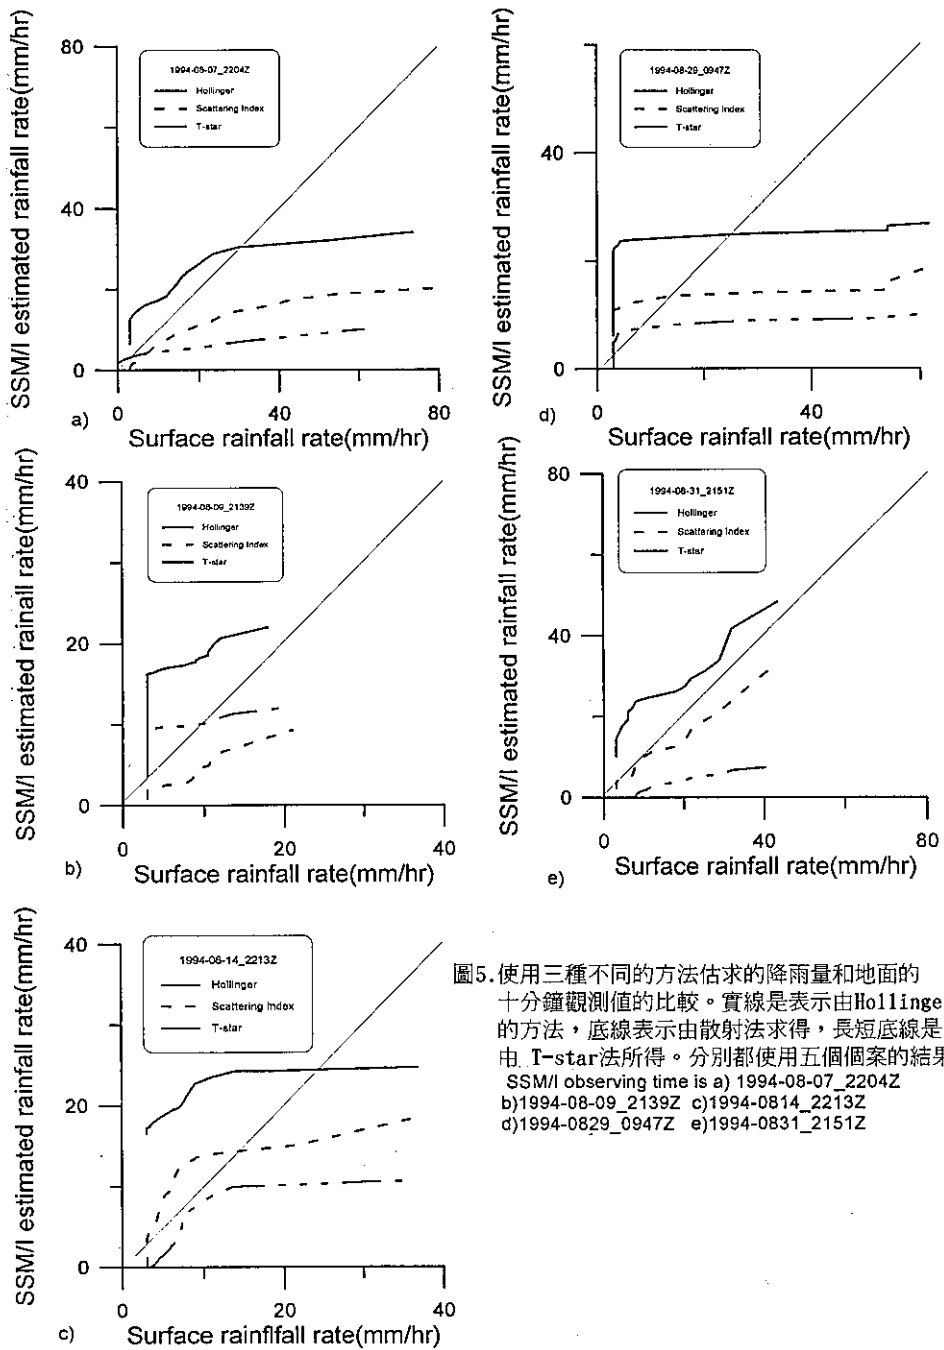 SSM/I estimated rainfall rate(mm/hr)
80
40
0
1994-08-07_2204Z
Hollinger
Scattering Index
T-star
0 40 80
a)
Surface rainfall rate(mm/hr)
SSM/I estimated rainfall rate(mm/hr)
40
0
1994-08-29_0947Z
Hollinger
Scattering Index
T-star
0 40
d)
Surface rainfall rate(mm/hr)
SSM/I estimated rainall rate(mm/hr)
40
20
0
1994-08-09_2139Z
Hollinger
Scattering Index
T-star
0 20 40
b)
Surface rainfall rate(mm/hr)
SSM/I estimated rainfall rate(mm/hr)
80
40
0
1994-08-31_2151Z
Hollinger
Scattering Index
T-star
0 40 80
e)
Surface rainfall rate(mm/hr)
SSM/I estimated rainfall rate(mm/hr)
40
20
0
1994-08-14_2213Z
Hollinger
Scattering Index
T-star
0 20 40
c)
Surface rainflfall rate(mm/hr)
圖5.使用三種不同的方法估求的降雨量和地面的
十分鐘觀測值的比較。實線是表示由Hollinge
的方法，底線表示由散射法求得，長短底線是
由 T-star法所得。分別都使用五個個案的結果
SSM/I observing time is a) 1994-08-07_2204Z
b)1994-08-09_2139Z c)1994-0814_2213Z
d)1994-0829_0947Z e)1994-0831_2151Z